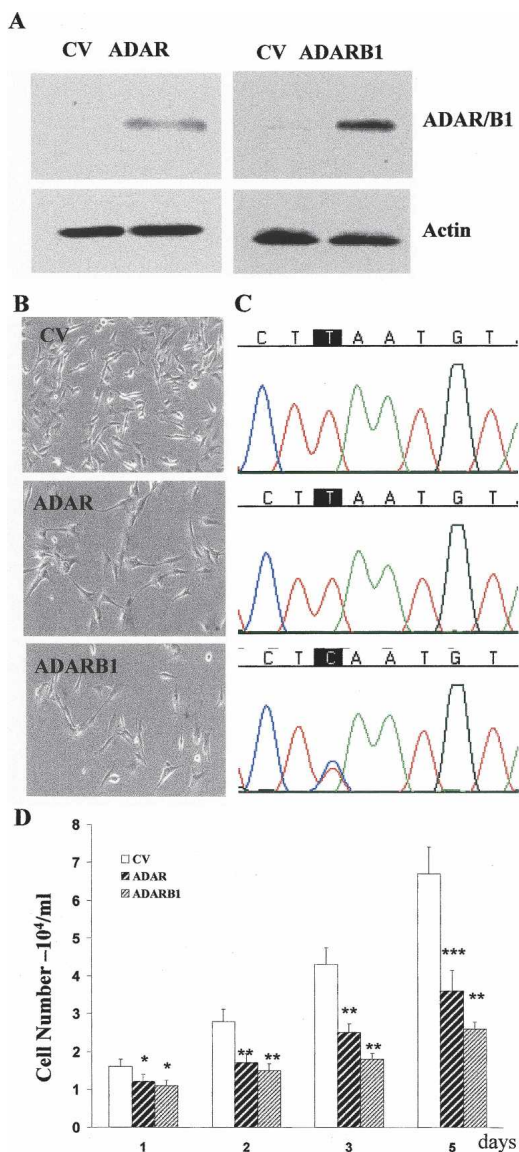 A
CV ADAR
CV ADARB1
ADAR/B1
Actin
B
CV
ADAR
ADARB1
C
C T T A A T G T .
C T T A A T G T
C T C A A T G T
D
8
7
6
5
4
3
2
1
0
Cell Number –10⁴/ml
CV
ADAR
ADARB1
* *
** **
** **
*** **
1 2 3 5 days